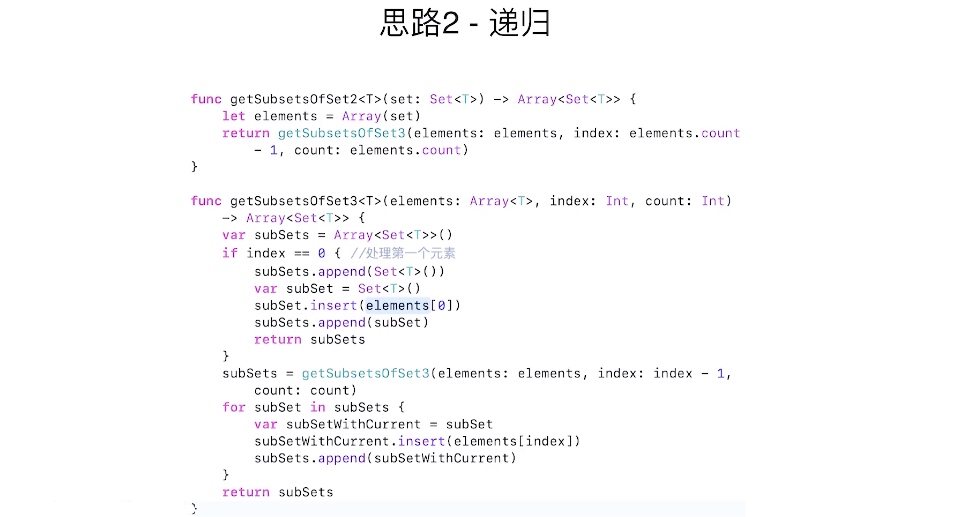 思路2 - 递归
func getSubsetsOfSet2<T>(set: Set<T>) -> Array<Set<T>> {
    let elements = Array(set)
    return getSubsetsOfSet3(elements: elements, index: elements.count
        - 1, count: elements.count)
}
func getSubsetsOfSet3<T>(elements: Array<T>, index: Int, count: Int)
    -> Array<Set<T>> {
    var subSets = Array<Set<T>>()
    if index == 0 { //处理第一个元素
        subSets.append(Set<T>())
        var subSet = Set<T>()
        subSet.insert(elements[0])
        subSets.append(subSet)
        return subSets
    }
    subSets = getSubsetsOfSet3(elements: elements, index: index - 1,
        count: count)
    for subSet in subSets {
        var subSetWithCurrent = subSet
        subSetWithCurrent.insert(elements[index])
        subSets.append(subSetWithCurrent)
    }
    return subSets
}